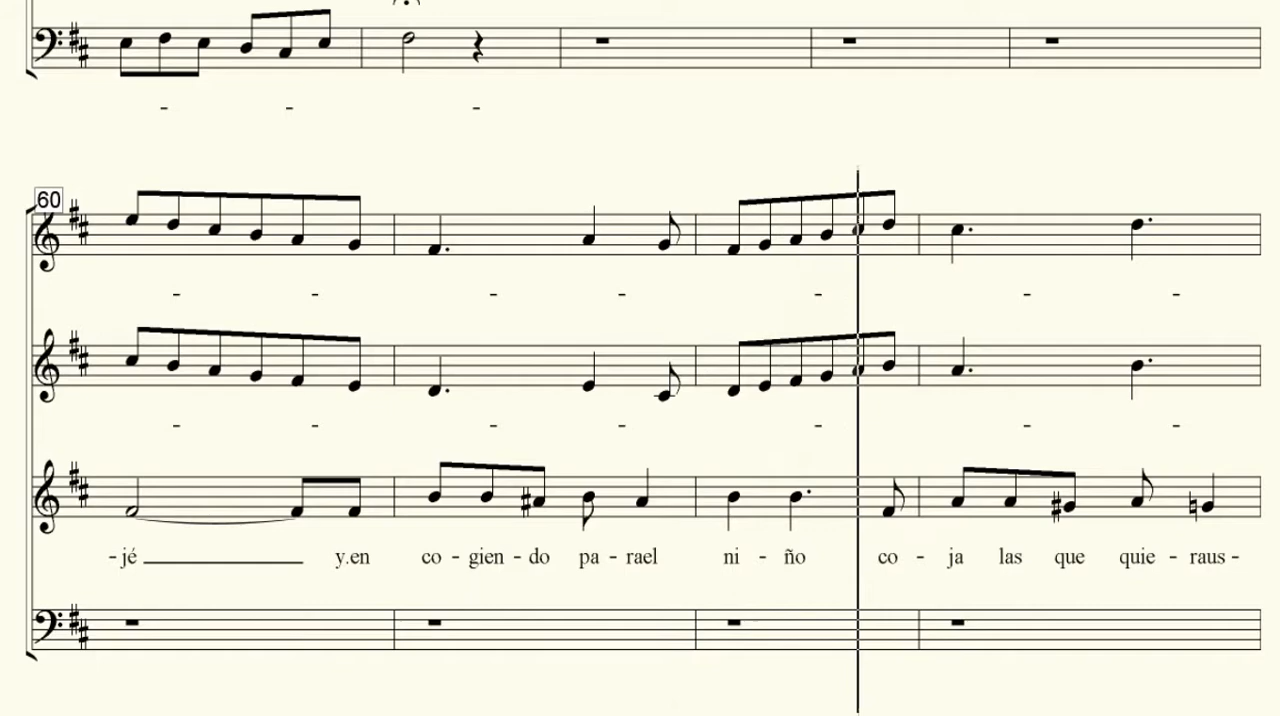 60
- jé y.en co - gien - do pa - rael ni - ño co - ja las que quie - raus -